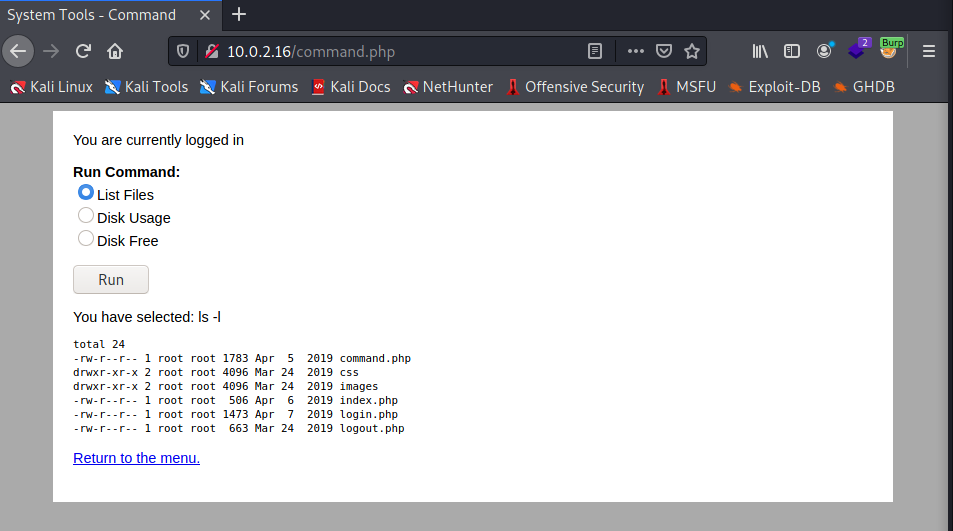 System Tools - Command
10.0.2.16/command.php
2
Burp
Kali Linux Kali Tools Kali Forums Kali Docs NetHunter Offensive Security MSFU Exploit-DB GHDB
You are currently logged in
Run Command:
List Files
Disk Usage
Disk Free
Run
You have selected: ls -l
total 24
-rw-r--r-- 1 root root 1783 Apr  5  2019 command.php
drwxr-xr-x 2 root root 4096 Mar 24  2019 css
drwxr-xr-x 2 root root 4096 Mar 24  2019 images
-rw-r--r-- 1 root root  506 Apr  6  2019 index.php
-rw-r--r-- 1 root root 1473 Apr  7  2019 login.php
-rw-r--r-- 1 root root  663 Mar 24  2019 logout.php
Return to the menu.